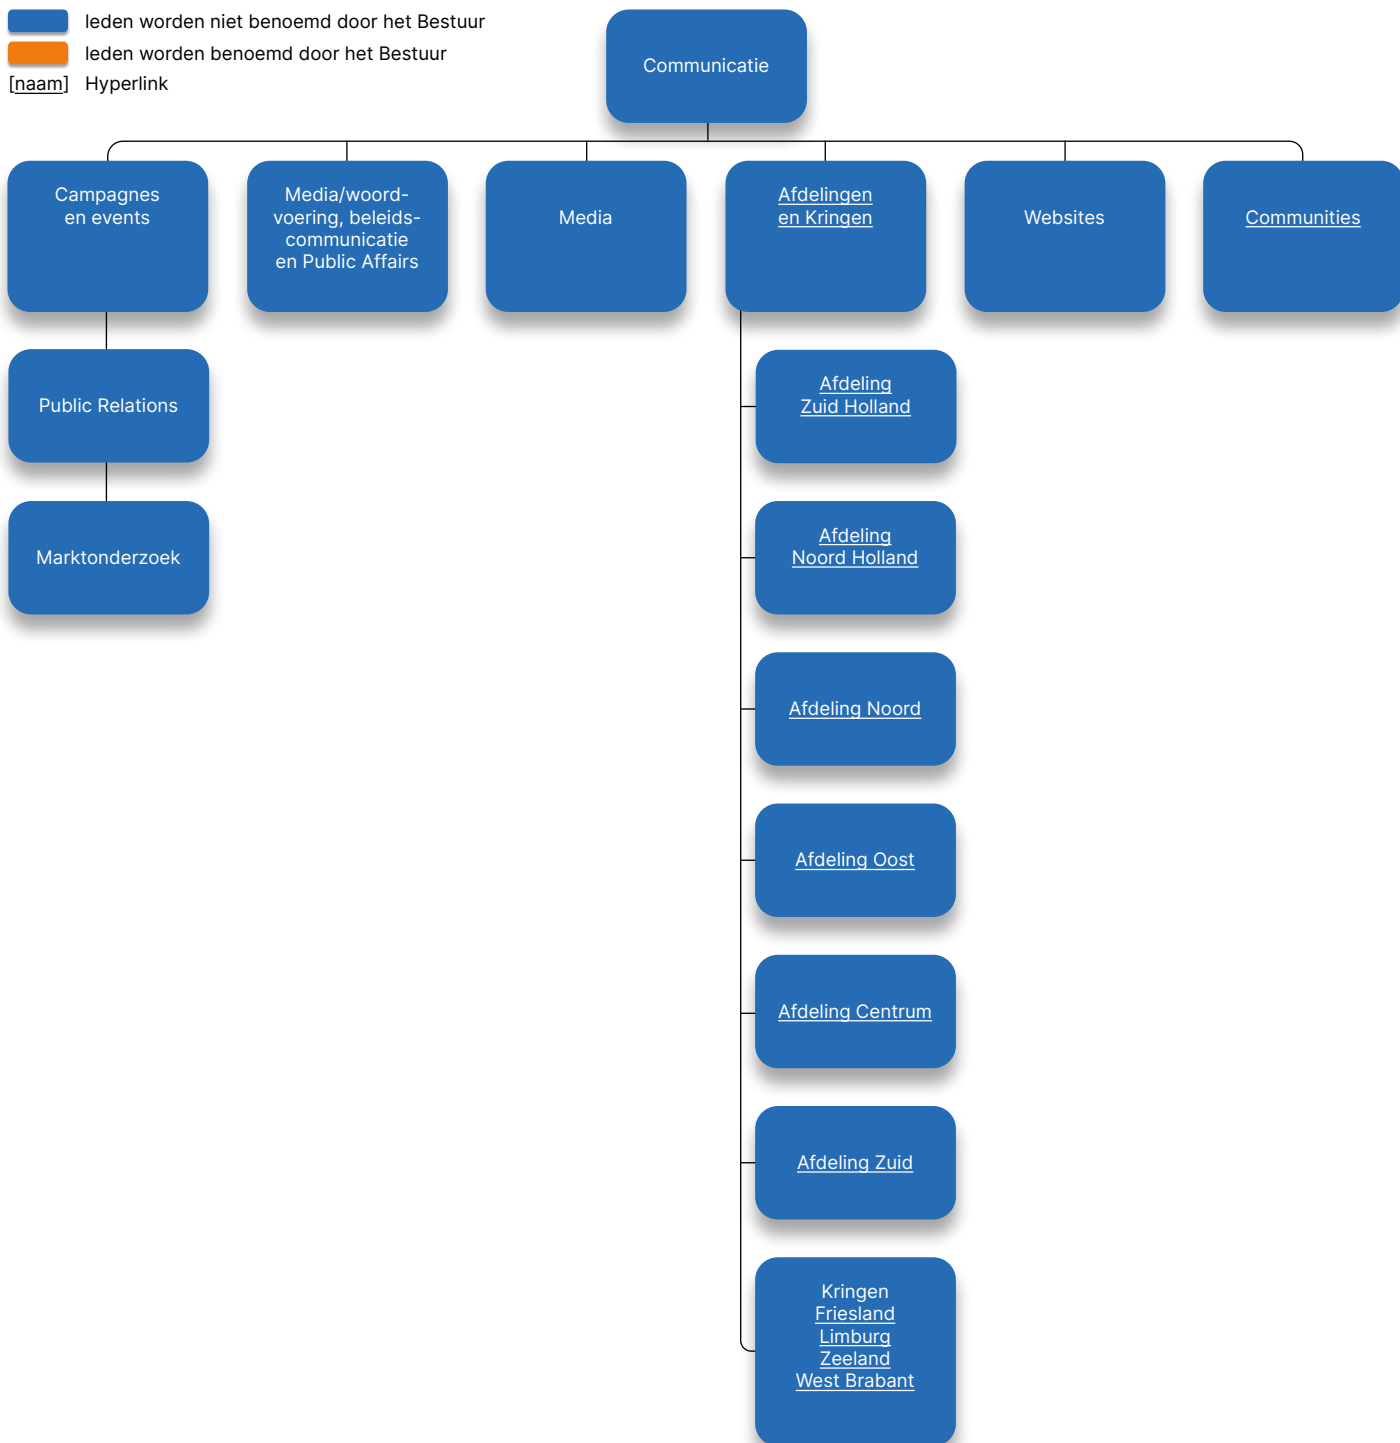 leden worden niet benoemd door het Bestuur
leden worden benoemd door het Bestuur
[naam] Hyperlink
Communicatie
Campagnes
en events
Media/woord-
voering, beleids-
communicatie
en Public Affairs
Media
Afdelingen
en Kringen
Websites
Communities
Public Relations
Marktonderzoek
Afdeling
Zuid Holland
Afdeling
Noord Holland
Afdeling Noord
Afdeling Oost
Afdeling Centrum
Afdeling Zuid
Kringen
Friesland
Limburg
Zeeland
West Brabant